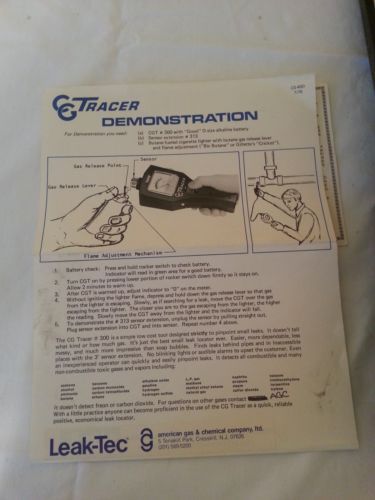 CG TRACER
DEMONSTRATION
For Demonstration you need:
(a) CGT # 300 with "Good" D size alkaline battery
(b) Sensor extension # 373
(c) Butane fueled cigarette lighter with butane gas release lever
and flame adjustment ("Bic Butane" or Gillette's "Cricket").
Gas Release Point
Sensor
Gas Release Lever
Flame Adjustment Mechanism
1. Battery check: Press and hold rocker switch to check battery.
Indicator will read in green area for a good battery.
2. Turn CGT on by pressing lower portion of rocker switch down firmly so it stays on.
Allow 2 minutes to warm up.
3. After CGT is warmed up, adjust indicator to "0" on the meter.
4. Without igniting the lighter flame, depress and hold down the gas release lever so that gas
from the lighter is escaping. Slowly, as if searching for a leak, move the CGT over the gas
from the lighter is escaping. The closer you are to the gas escaping from the lighter, the higher
the reading. Slowly move the CGT away from the lighter and the indicator will fall.
5. To demonstrate the # 373 sensor extension, unplug the sensor by pulling straight out.
Plug sensor extension into CGT and into sensor. Repeat number 4 above.
The CG Tracer # 300 is a simple low cost tool designed strictly to pinpoint small leaks. It doesn't tell
what kind or how much gas. It's just the best small leak locator ever. Easier, more dependable, less
messy, and much more responsive than soap bubbles. Finds leaks behind pipes and in inaccessible
places with the 3' sensor extension. No blinking lights or audible alarms to upset the customer. Even
an inexperienced operator can quickly and easily pinpoint leaks. It detects all combustible and many
non-combustible toxic gases and vapors including:
It doesn't detect freon or carbon dioxide. For questions on other gases contact AGC
With a little practice anyone can become proficient in the use of the CG Tracer as a quick, reliable
positive, economical leak locator.
Leak-Tec®
american gas & chemical company, ltd.
Cresskill, N.J. 07626
(201) 569-5200